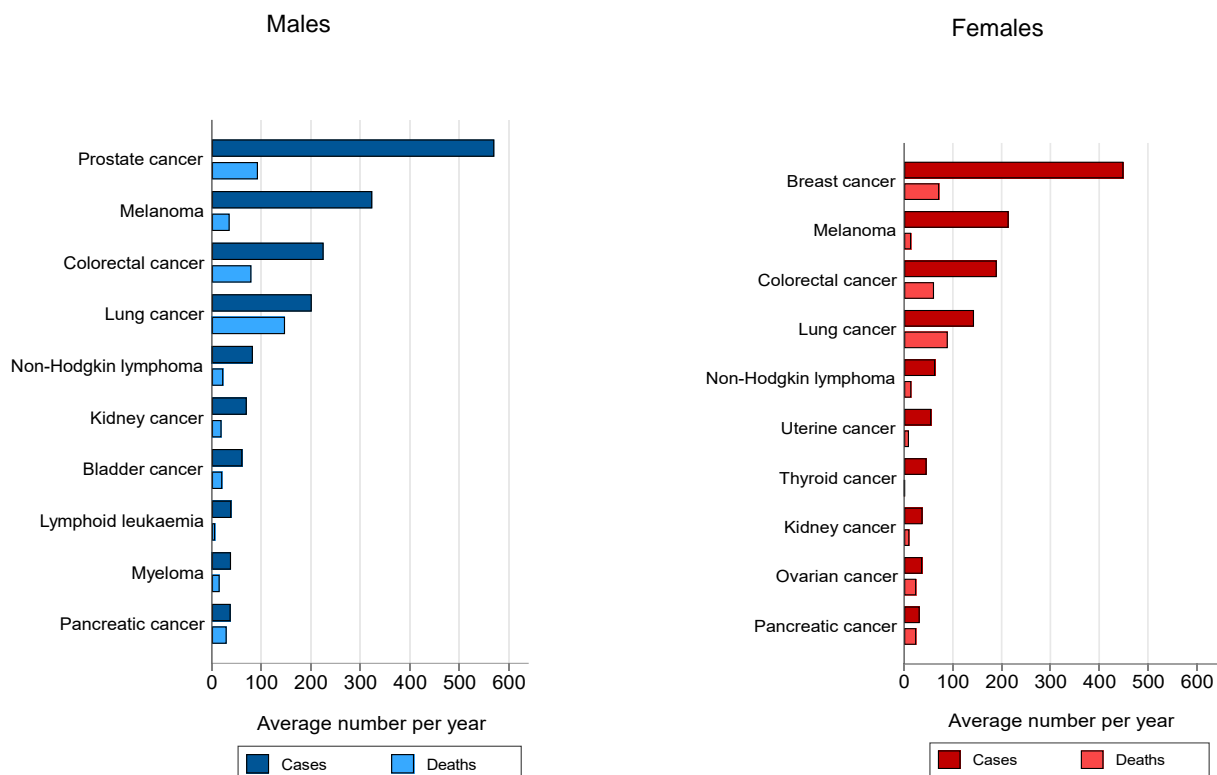 Males
Prostate cancer
Melanoma
Colorectal cancer
Lung cancer
Non-Hodgkin lymphoma
Kidney cancer
Bladder cancer
Lymphoid leukaemia
Myeloma
Pancreatic cancer
0 100 200 300 400 500 600
Average number per year
Cases Deaths
Females
Breast cancer
Melanoma
Colorectal cancer
Lung cancer
Non-Hodgkin lymphoma
Uterine cancer
Thyroid cancer
Kidney cancer
Ovarian cancer
Pancreatic cancer
0 100 200 300 400 500 600
Average number per year
Cases Deaths